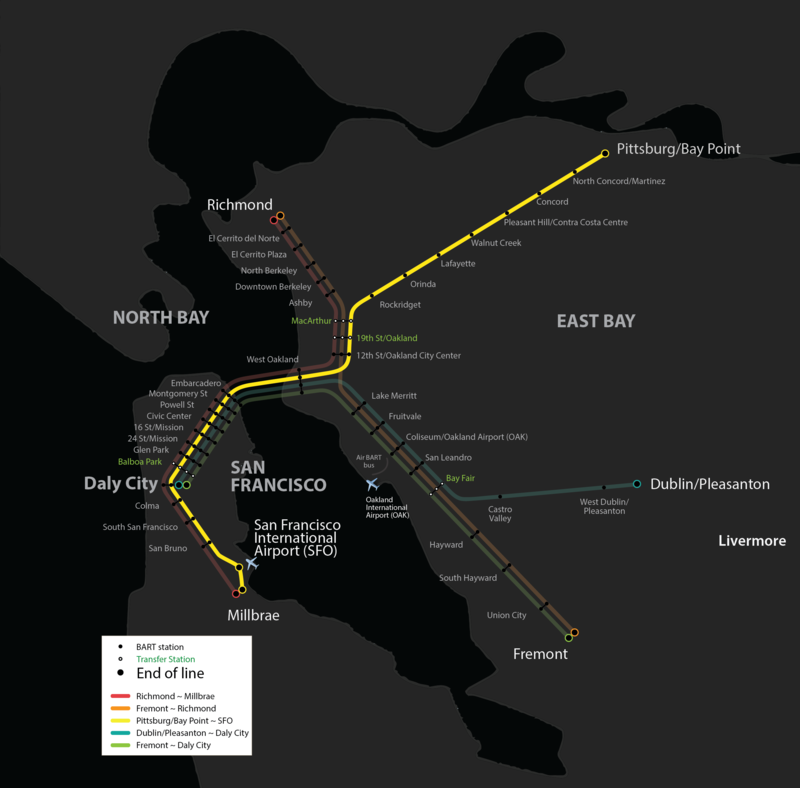 Pittsburg/Bay Point
North Concord/Martinez
Concord
Pleasant Hill/Contra Costa Centre
Walnut Creek
Lafayette
Orinda
Rockridget
Richmond
El Cerrito del Norte
El Cerrito Plaza
North Berkeley
Downtown Berkeley
Ashby
MacArthur
19th St/Oakland
12th St/Oakland City Center
NORTH BAY
EAST BAY
West Oakland
Embarcadero
Montgomery St
Powell St
Civic Center
16 St/Mission
24 St/Mission
Glen Park
Balboa Park
Daly City
SAN
FRANCISCO
Lake Merritt
Fruitvale
Coliseum/Oakland Airport (OAK)
San Leandro
Air BART
bus
Bay Fair
Oakland
International
Airport (OAK)
Dublin/Pleasanton
West Dublin/
Pleasanton
Castro
Valley
Livermore
Colma
South San Francisco
San Bruno
San Francisco
International
Airport (SFO)
Millbrae
Hayward
South Hayward
Union City
Fremont
BART station
Transfer Station
End of line
Richmond ~ Millbrae
Fremont ~ Richmond
Pittsburg/Bay Point ~ SFO
Dublin/Pleasanton ~ Daly City
Fremont ~ Daly City